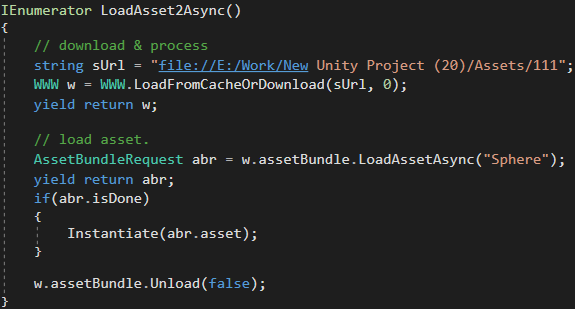 IEnumerator LoadAsset2Async()
{
// download & process
string sUrl = "file://E:/Work/New Unity Project (20)/Assets/111";
WWW w = WWW.LoadFromCacheOrDownload(sUrl, 0);
yield return w;
// load asset.
AssetBundleRequest abr = w.assetBundle.LoadAssetAsync("Sphere");
yield return abr;
if(abr.isDone)
{
Instantiate(abr.asset);
}
w.assetBundle.Unload(false);
}